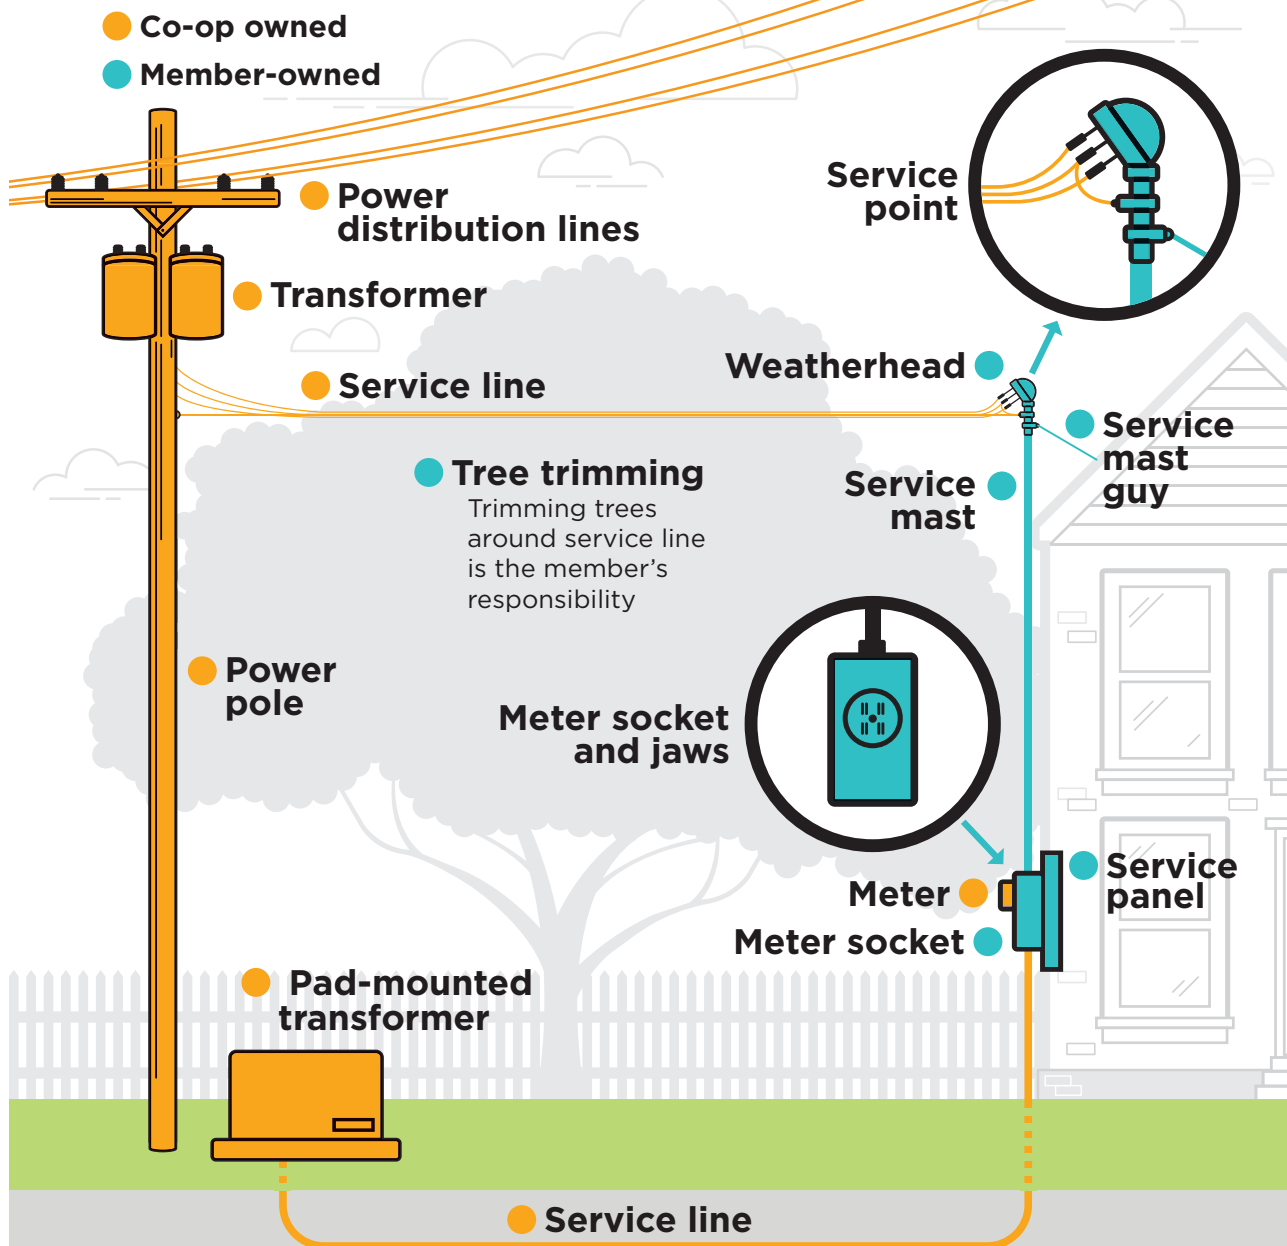 Co-op owned
Member-owned
Power
distribution lines
Service
point
Transformer
Weatherhead
Service line
Service
mast
guy
Tree trimming
Trimming trees
around service line
is the member's
responsibility
Service
mast
Power
pole
Meter socket
and jaws
Service
panel
Meter
Meter socket
Pad-mounted
transformer
Service line